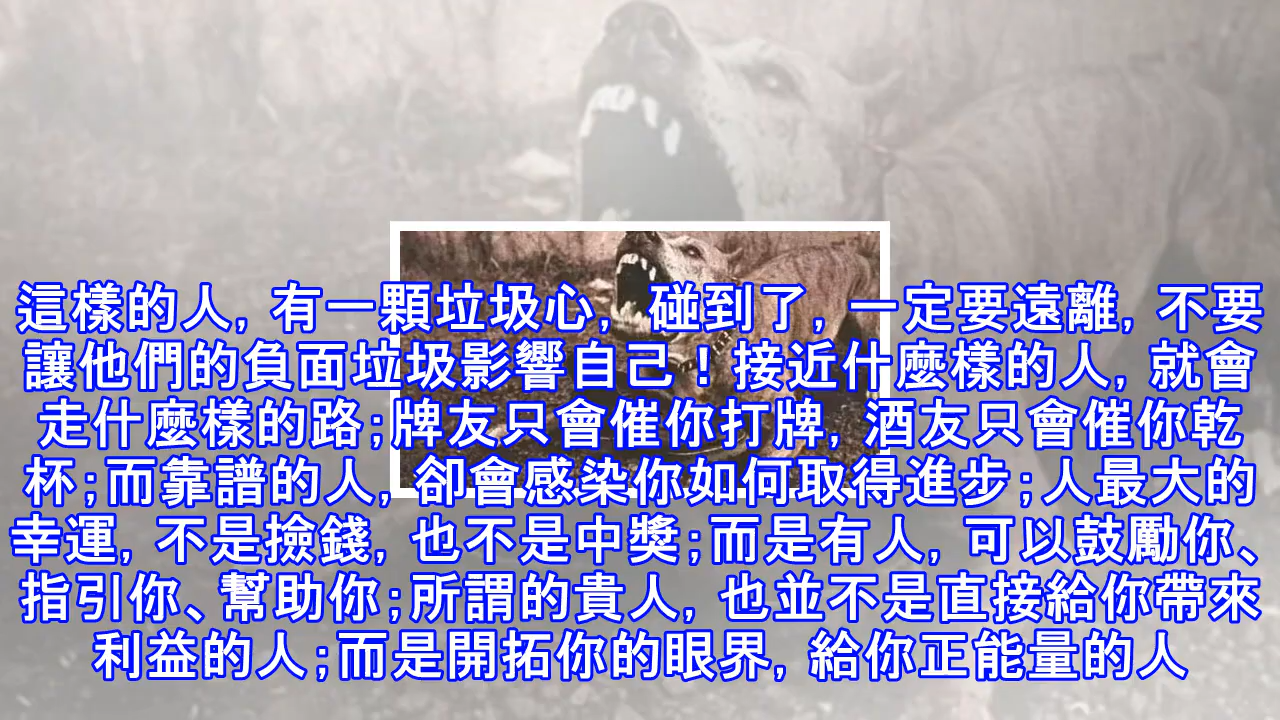 這樣的人, 有一顆垃圾心, 碰到了, 一定要遠離, 不要
讓他們的負面垃圾影響自己！接近什麼樣的人, 就會
走什麼樣的路;牌友只會催你打牌, 酒友只會催你乾
杯;而靠譜的人, 卻會感染你如何取得進步;人最大的
幸運, 不是撿錢, 也不是中獎;而是有人, 可以鼓勵你、
指引你、幫助你;所謂的貴人, 也並不是直接給你帶來
利益的人;而是開拓你的眼界, 給你正能量的人